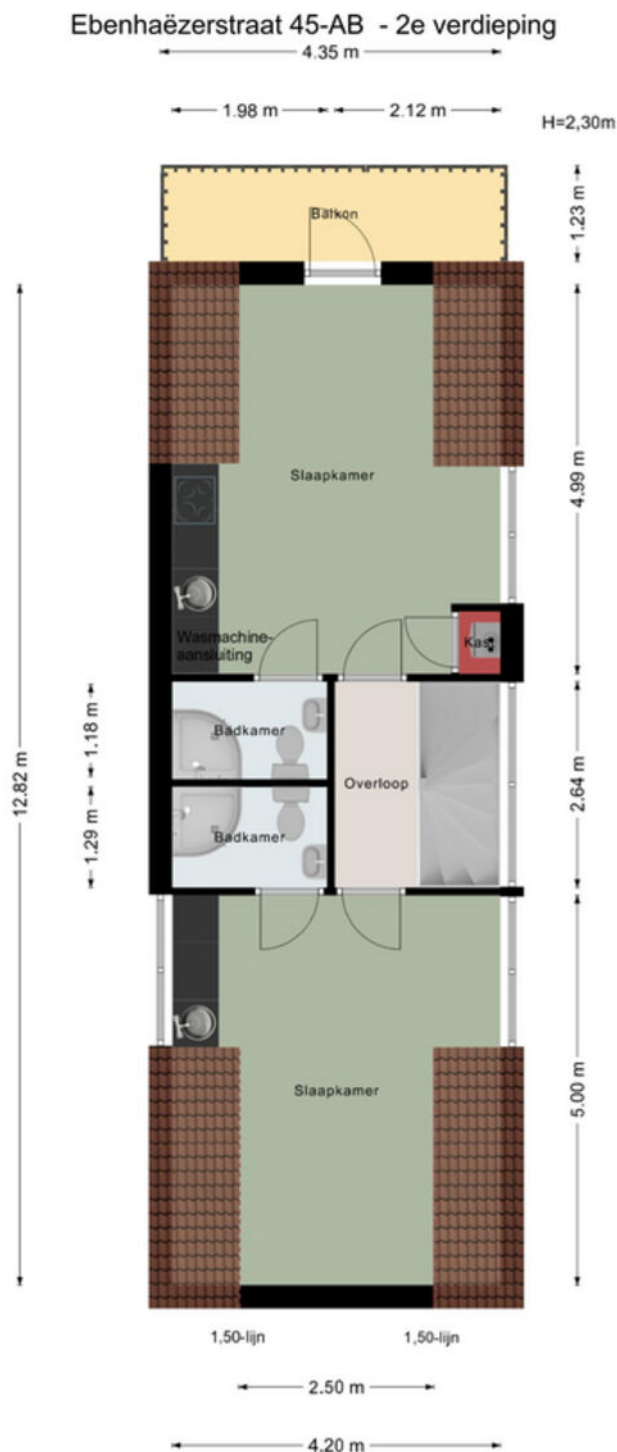 Ebenhaëzerstraat 45-AB - 2e verdieping
4.35 m
1.98 m
2.12 m
H=2,30m
Balkon
1.23 m
Slaapkamer
4.99 m
Wasmachine-
aansluiting
Kast
Badkamer
1.18 m
Overloop
2.64 m
12.82 m
Badkamer
1.29 m
Slaapkamer
5.00 m
1,50-lijn
1,50-lijn
2.50 m
4.20 m